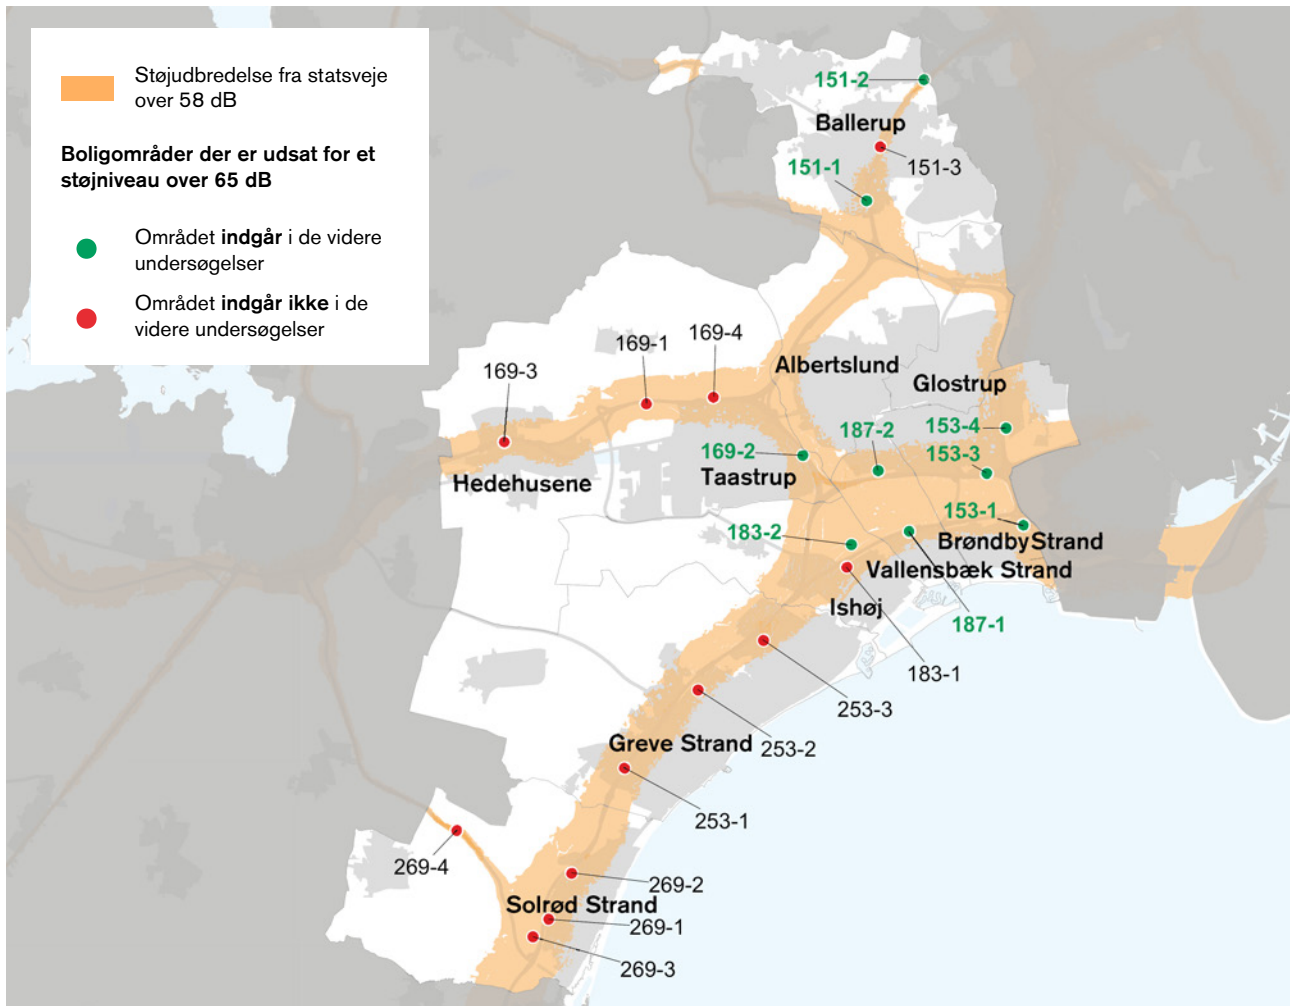 Støjudbredelse fra statsveje
over 58 dB
Boligområder der er udsat for et
støjniveau over 65 dB
Området indgår i de videre
undersøgelser
Området indgår ikke i de
videre undersøgelser
151-2
Ballerup
151-1
151-3
169-1
169-4
169-3
Albertslund
Glostrup
153-4
187-2
169-2
153-3
Taastrup
Hedehusene
153-1
183-2
Brøndby Strand
Vallensbæk Strand
Ishøj
187-1
183-1
253-3
Greve Strand
253-2
253-1
269-4
269-2
Solrød Strand
269-1
269-3